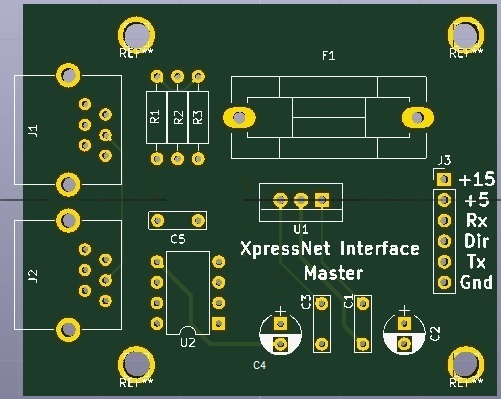 REF**
REF**
F1
J1
R1
R2
R3
J3
+15
+5
Rx
Dir
Tx
Gnd
U1
C5
XpressNet Interface
Master
J2
U2
C3
C1
C2
C4
+
+
REF**
REF**